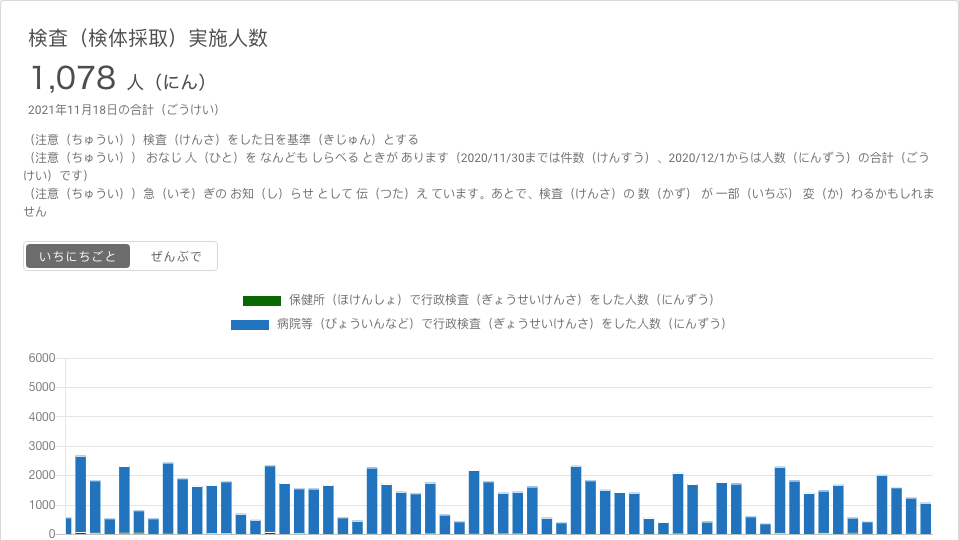 検査（検体採取）実施人数
1,078 人（にん）
2021年11月18日の合計（ごうけい）
（注意（ちゅうい））検査（けんさ）をした日を基準（きじゅん）とする
（注意（ちゅうい）） おなじ 人（ひと）を なんども しらべる ときが あります（2020/11/30までは件数（けんすう）、2020/12/1からは人数（にんずう）の合計（ごう
けい）です）
（注意（ちゅうい））急（いそ）ぎの お知（し）らせ として 伝（つた）え ています。あとで、検査（けんさ）の 数（かず） が 一部（いちぶ） 変（か）わるかもしれま
せん
いちにちごと ぜんぶで
保健所（ほけんしょ）で行政検査（ぎょうせいけんさ）をした人数（にんずう）
病院等（びょういんなど）で行政検査（ぎょうせいけんさ）をした人数（にんずう）
6000
5000
4000
3000
2000
1000
0